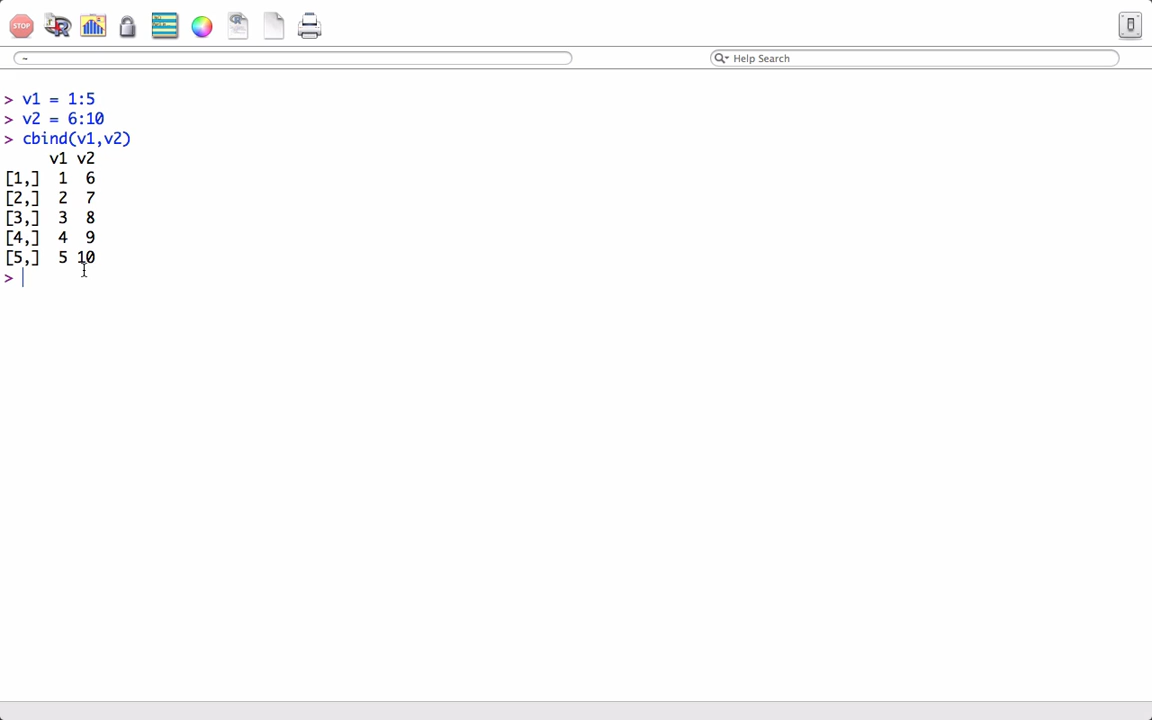 STOP
~
Help Search
> v1 = 1:5
> v2 = 6:10
> cbind(v1,v2)
     v1 v2
[1,]  1  6
[2,]  2  7
[3,]  3  8
[4,]  4  9
[5,]  5 10
>